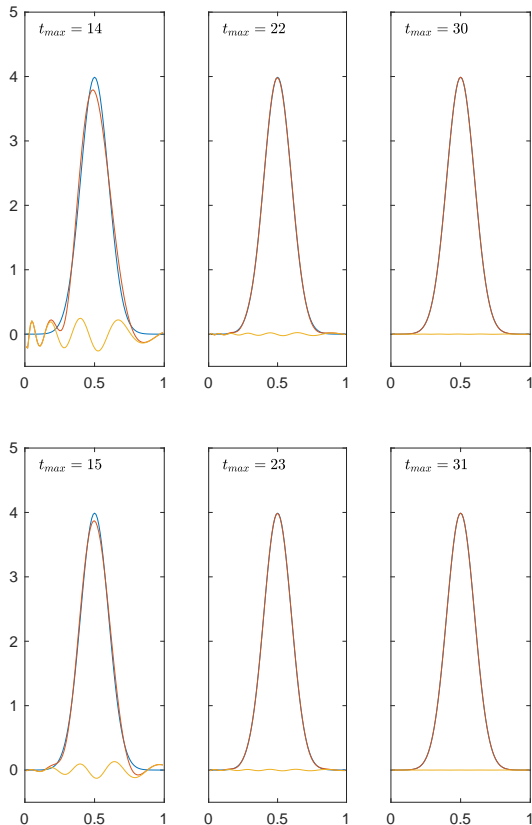 5
4
3
2
1
0
0 0.5 1
t_max = 14
0 0.5 1
t_max = 22
0 0.5 1
t_max = 30
5
4
3
2
1
0
0 0.5 1
t_max = 15
0 0.5 1
t_max = 23
0 0.5 1
t_max = 31